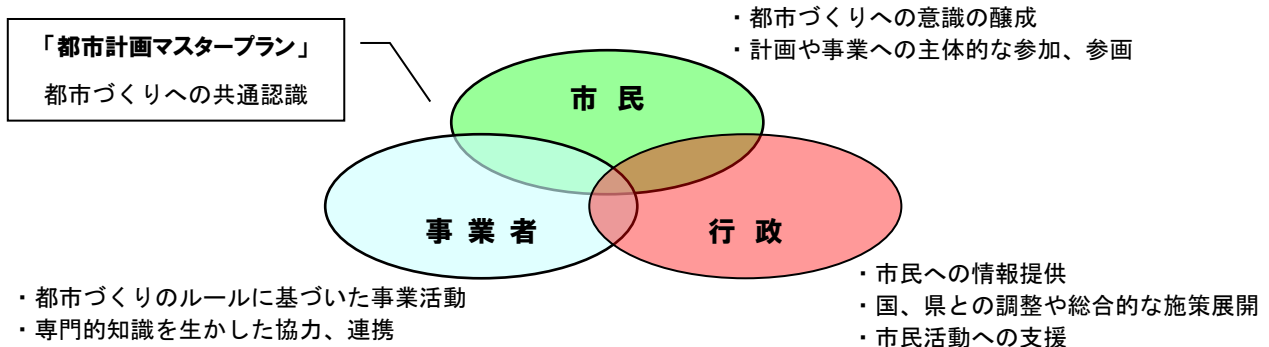 「都市計画マスタープラン」
都市づくりへの共通認識
・都市づくりへの意識の醸成
・計画や事業への主体的な参加、参画
市 民
事 業 者
行 政
・都市づくりのルールに基づいた事業活動
・専門的知識を生かした協力、連携
・市民への情報提供
・国、県との調整や総合的な施策展開
・市民活動への支援